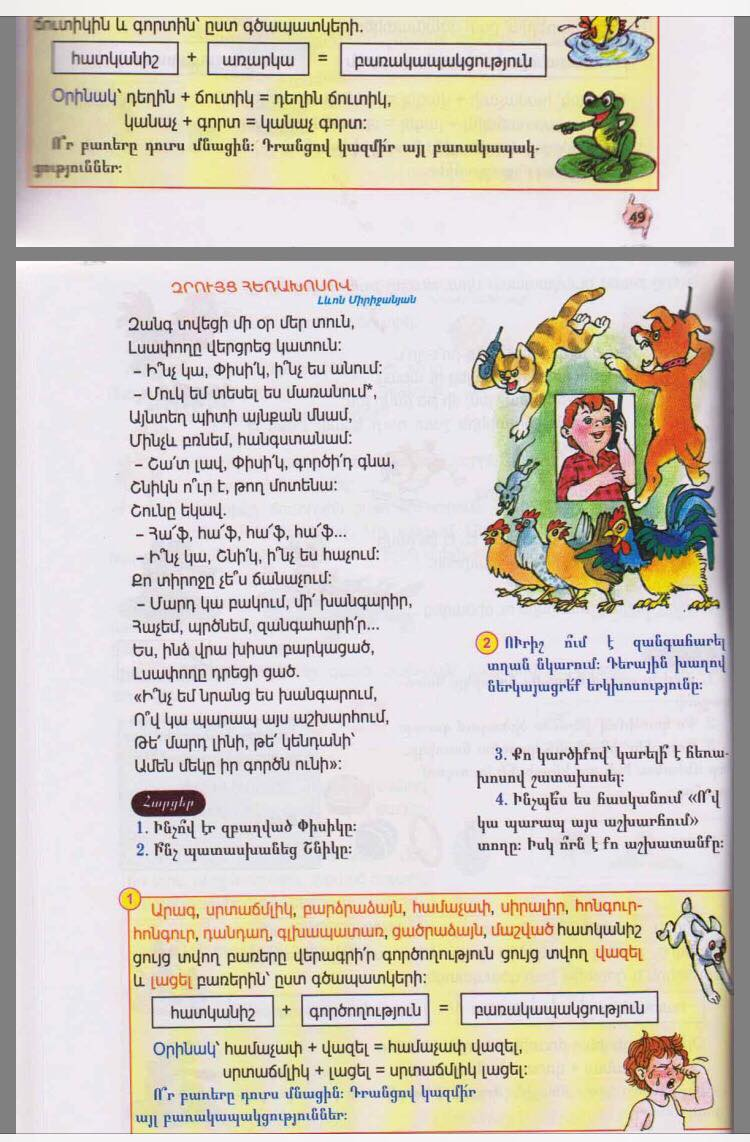 ճուտիկին և գորտին՝ ըստ գծապատկերի.
հատկանիշ + առարկա = բառակապակցություն
Օրինակ՝ դեղին + ճուտիկ = դեղին ճուտիկ,
կանաչ + գորտ = կանաչ գորտ:
Ո՞ր բառերը դուրս մնացին: Դրանցով կազմի՛ր այլ բառակապակ-
ցություններ:
49
ԶՐՈՒՅՑ ՀԵՌԱԽՈՍՈՎ
Լևոն Միրիջանյան
Զանգ տվեցի մի օր մեր տուն,
Լսափողը վերցրեց կատուն:
– Ի՞նչ կա, Փիսի՛կ, ի՞նչ ես անում:
– Մուկ եմ տեսել ես մառանում*,
Այնտեղ պիտի այնքան մնամ,
Մինչև բռնեմ, հանգստանամ:
– Շա՜տ լավ, Փիսի՛կ, գործի՛դ գնա,
Շնիկն ո՞ւր է, թող մոտենա:
Շունը եկավ.
– Հա՛ֆ, հա՛ֆ, հա՛ֆ, հա՛ֆ...
– Ի՞նչ կա, Շնի՛կ, ի՞նչ ես հաչում:
Քո տիրոջը չե՞ս ճանաչում:
– Մարդ կա բակում, մի՛ խանգարիր,
Հաչեմ, պրծնեմ, զանգահարի՛ր...
Ես, ինձ վրա խիստ բարկացած,
Լսափողը դրեցի ցած.
«Ի՞նչ եմ նրանց ես խանգարում,
Ո՞վ կա պարապ այս աշխարհում,
Թե՛ մարդ լինի, թե՛ կենդանի՝
Ամեն մեկը իր գործն ունի»:
Հարցեր
1. Ինչո՞վ էր զբաղված Փիսիկը:
2. Ի՞նչ պատասխանեց Շնիկը:
2 Ուրիշ ո՞ւմ է զանգահարել
տղան նկարում: Դերային խաղով
ներկայացրե՛ք երկխոսությունը:
3. Քո կարծիքով՝ կարելի՞ է հեռա-
խոսով շատախոսել:
4. Ինչպե՞ս ես հասկանում «Ո՞վ
կա պարապ այս աշխարհում»
տողը: Իսկ ո՞րն է քո աշխատանքը:
1
Արագ, սրտաճմլիկ, բարձրաձայն, համաչափ, սիրալիր, հոնգուր-
հոնգուր, դանդաղ, գլխապատառ, ցածրաձայն, մաշված հատկանիշ
ցույց տվող բառերը վերագրի՛ր գործողություն ցույց տվող վազել
և լացել բառերին՝ ըստ գծապատկերի:
հատկանիշ + գործողություն = բառակապակցություն
Օրինակ՝ համաչափ + վազել = համաչափ վազել,
սրտաճմլիկ + լացել = սրտաճմլիկ լացել:
Ո՞ր բառերը դուրս մնացին: Դրանցով կազմի՛ր
այլ բառակապակցություններ: